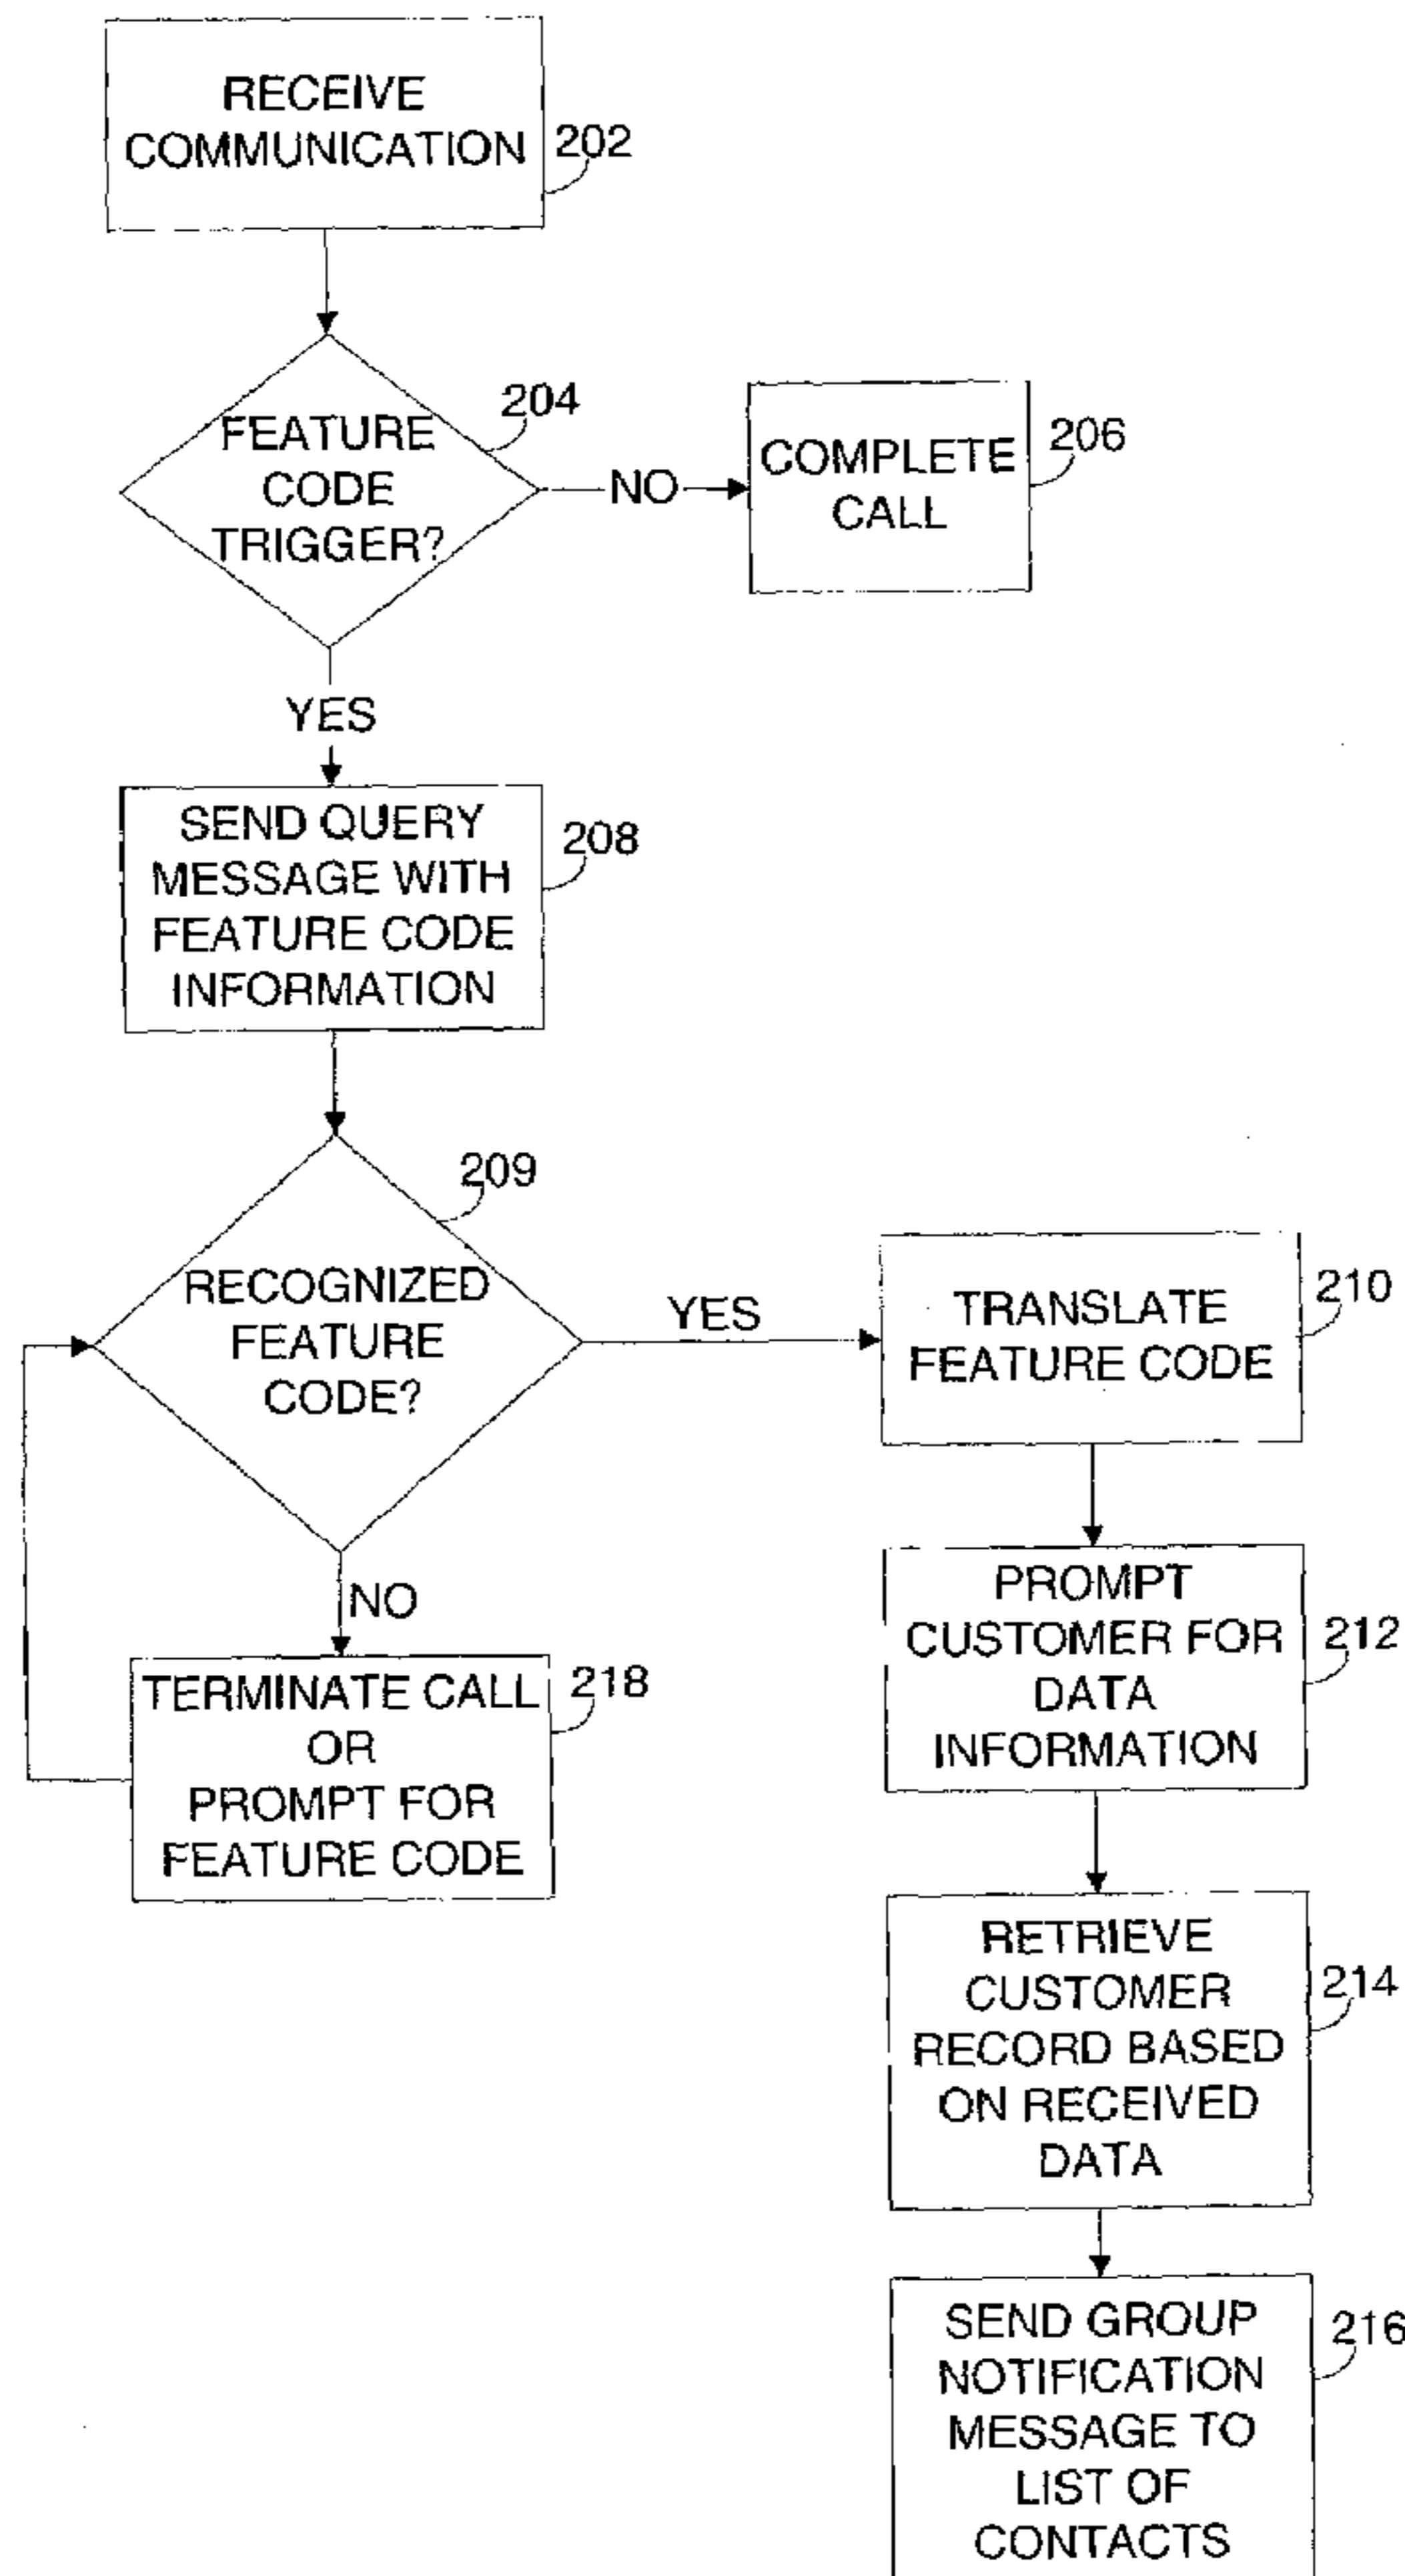 RECEIVE
COMMUNICATION
202
FEATURE
CODE
TRIGGER?
204
NO
COMPLETE
CALL
206
YES
SEND QUERY
MESSAGE WITH
FEATURE CODE
INFORMATION
208
RECOGNIZED
FEATURE
CODE?
209
YES
TRANSLATE
FEATURE CODE
210
NO
TERMINATE CALL
OR
PROMPT FOR
FEATURE CODE
218
PROMPT
CUSTOMER FOR
DATA
INFORMATION
212
RETRIEVE
CUSTOMER
RECORD BASED
ON RECEIVED
DATA
214
SEND GROUP
NOTIFICATION
MESSAGE TO
LIST OF
CONTACTS
216